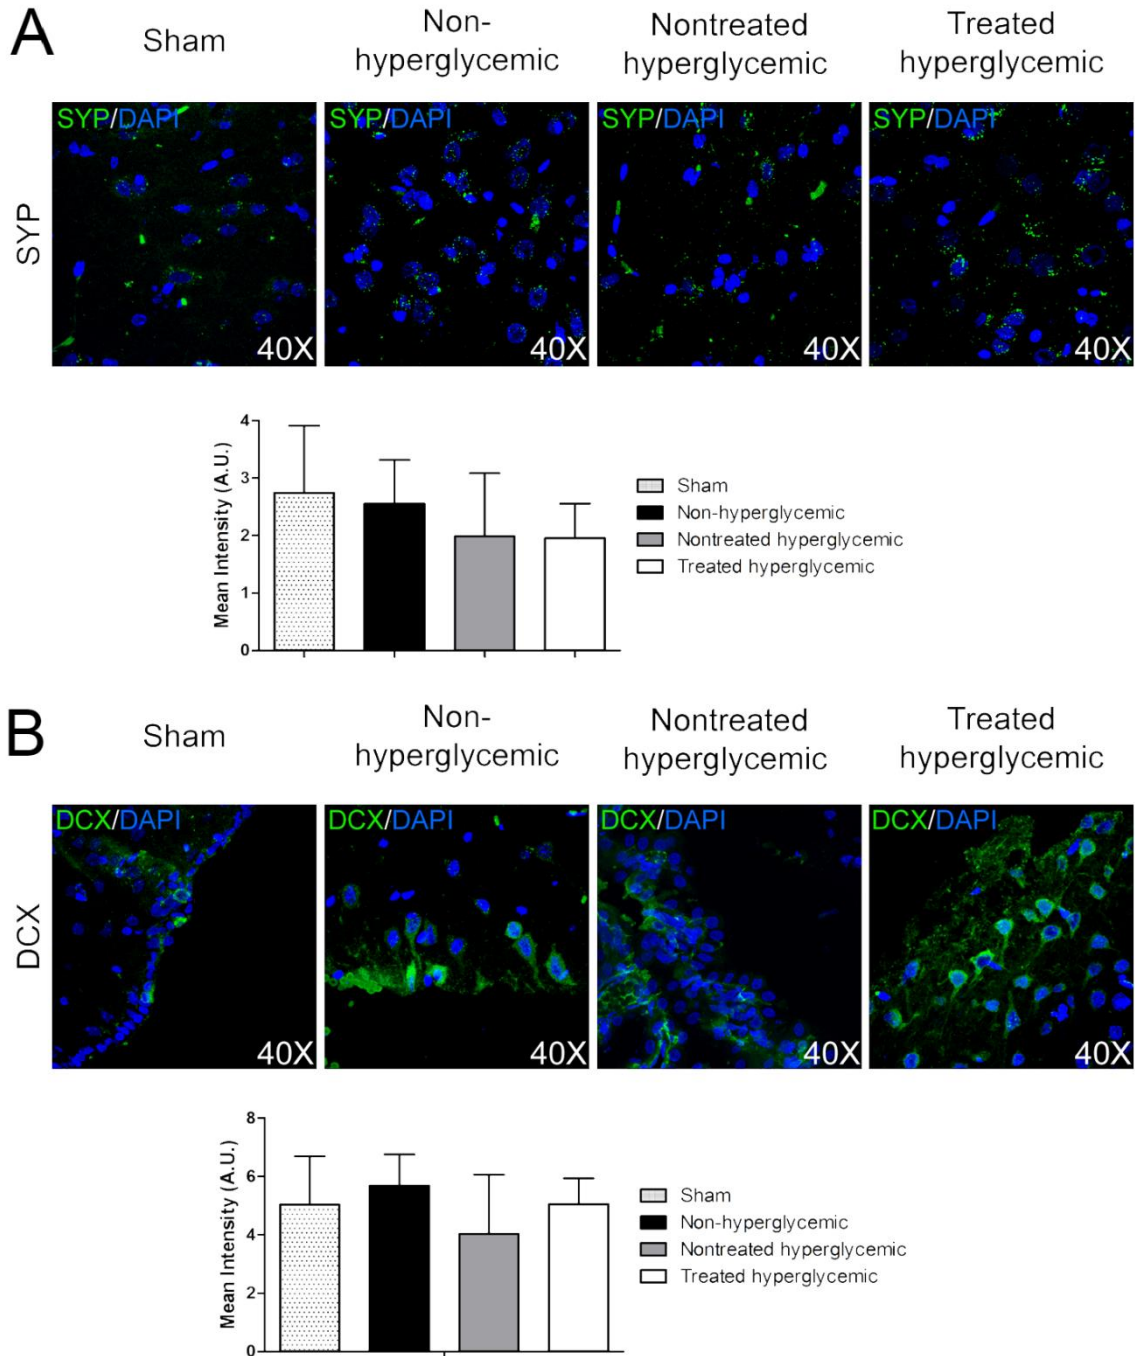 A
Sham
Non-
hyperglycemic
Nontreated
hyperglycemic
Treated
hyperglycemic
SYP
SYP/DAPI
40X
SYP/DAPI
40X
SYP/DAPI
40X
SYP/DAPI
40X
Mean Intensity (A.U.)
4
3
2
1
0
Sham
Non-hyperglycemic
Nontreated hyperglycemic
Treated hyperglycemic
B
Sham
Non-
hyperglycemic
Nontreated
hyperglycemic
Treated
hyperglycemic
DCX
DCX/DAPI
40X
DCX/DAPI
40X
DCX/DAPI
40X
DCX/DAPI
40X
Mean Intensity (A.U.)
8
6
4
2
0
Sham
Non-hyperglycemic
Nontreated hyperglycemic
Treated hyperglycemic